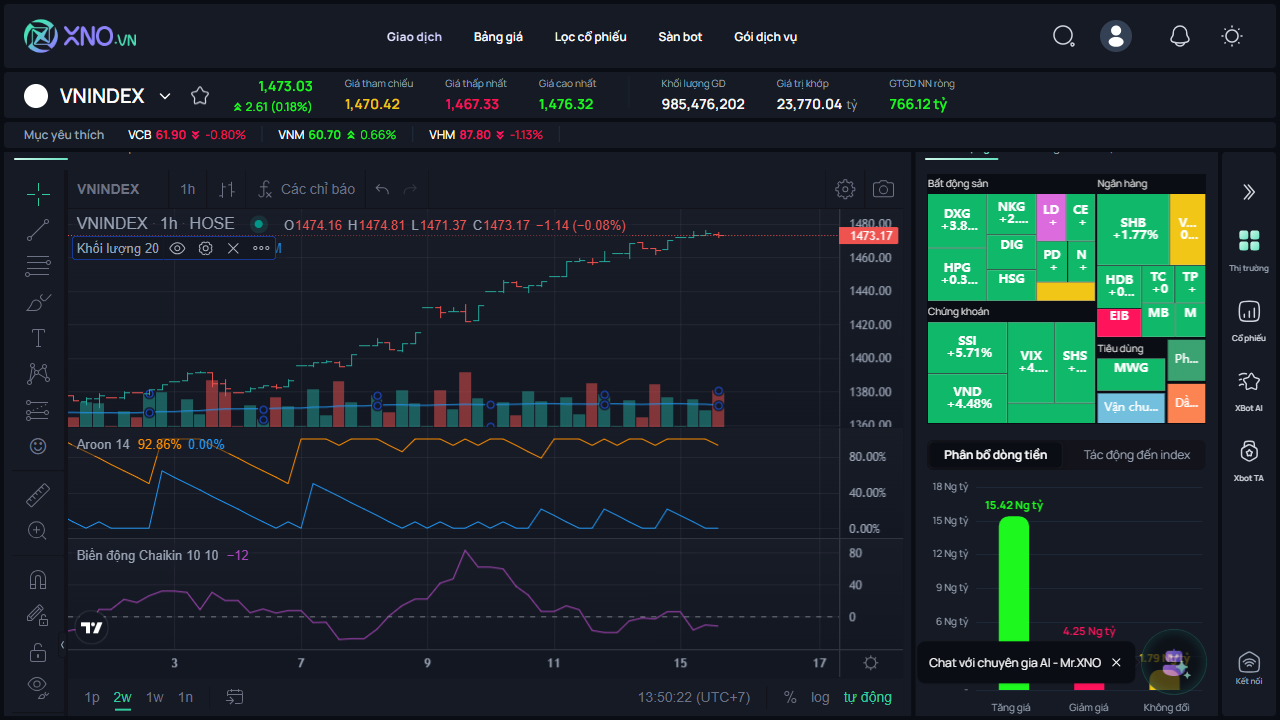 XNO.VN
Giao dịch
Bảng giá
Lọc cổ phiếu
Sàn bot
Gói dịch vụ
VNINDEX
1,473.03
2.61 (0.18%)
Giá tham chiếu
1,470.42
Giá thấp nhất
1,467.33
Giá cao nhất
1,476.32
Khối lượng GD
985,476,202
Giá trị khớp
23,770.04 tỷ
GTGD NN ròng
766.12 tỷ
Mục yêu thích
VCB 61.90 -0.80%
VNM 60.70 0.66%
VHM 87.80 -1.13%
VNINDEX
1h
Các chỉ báo
VNINDEX · 1h · HOSE
O1474.16 H1474.81 L1471.37 C1473.17 −1.14 (−0.08%)
Khối lượng 20
1480.00
1473.17
1460.00
1440.00
1420.00
1400.00
1380.00
1360.00
Aroon 14 92.86% 0.00%
80.00%
40.00%
0.00%
Biến động Chaikin 10 10 −12
80
40
0
3
7
9
11
15
17
1p
2w
1w
1n
13:50:22 (UTC+7)
%
log
tự động
Bất động sản
DXG
+3.8...
NKG
+2....
LD
+
CE
+
HPG
+0.3...
DIG
HSG
PD
+
N
+
Ngân hàng
SHB
+1.77%
V...
0...
HDB
+0...
TC
+0
TP
+
EIB
MB
M
Chứng khoán
SSI
+5.71%
VIX
+4....
SHS
+...
VND
+4.48%
Tiêu dùng
MWG
Ph...
Vận chu...
Dầ...
Phân bổ dòng tiền
Tác động đến index
18 Ng tỷ
15 Ng tỷ
12 Ng tỷ
9 Ng tỷ
6 Ng tỷ
15.42 Ng tỷ
4.25 Ng tỷ
1.79 Ng tỷ
Tăng giá
Giảm giá
Không đổi
Chat với chuyên gia AI - Mr.XNO
Thị trường
Cổ phiếu
XBot AI
Xbot TA
Kết nối